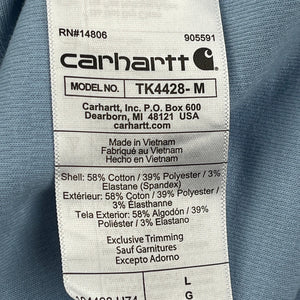 RN#14806 905591
carhartt
MODEL NO. TK4428- M
Carhartt, Inc. P.O. Box 600
Dearborn, MI 48121 USA
carhartt.com
Made in Vietnam
Fabriqué au Vietnam
Hecho en Vietnam
Shell: 58% Cotton / 39% Polyester / 3%
Elastane (Spandex)
Extérieur: 58% Coton / 39% Polyester
/ 3% Élasthanne
Tela Exterior: 58% Algodón / 39%
Poliéster / 3% Elastano
Exclusive Trimming
Sauf Garnitures
Excepto Adorno
L
G